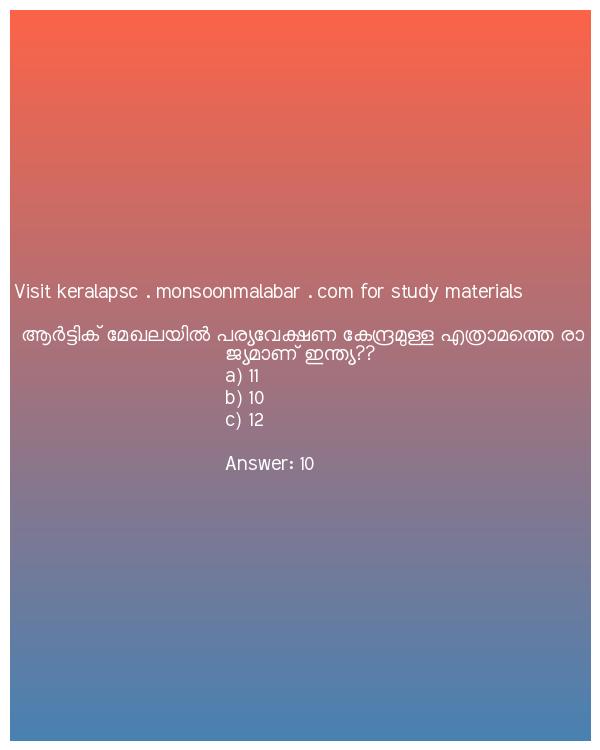 Visit keralapsc . monsoonmalabar . com for study materials
ആർട്ടിക് മേഖലയിൽ പര്യവേക്ഷണ കേന്ദ്രമുള്ള എത്രാമത്തെ രാ
ജ്യമാണ് ഇന്ത്യ??
a) 11
b) 10
c) 12
Answer: 10